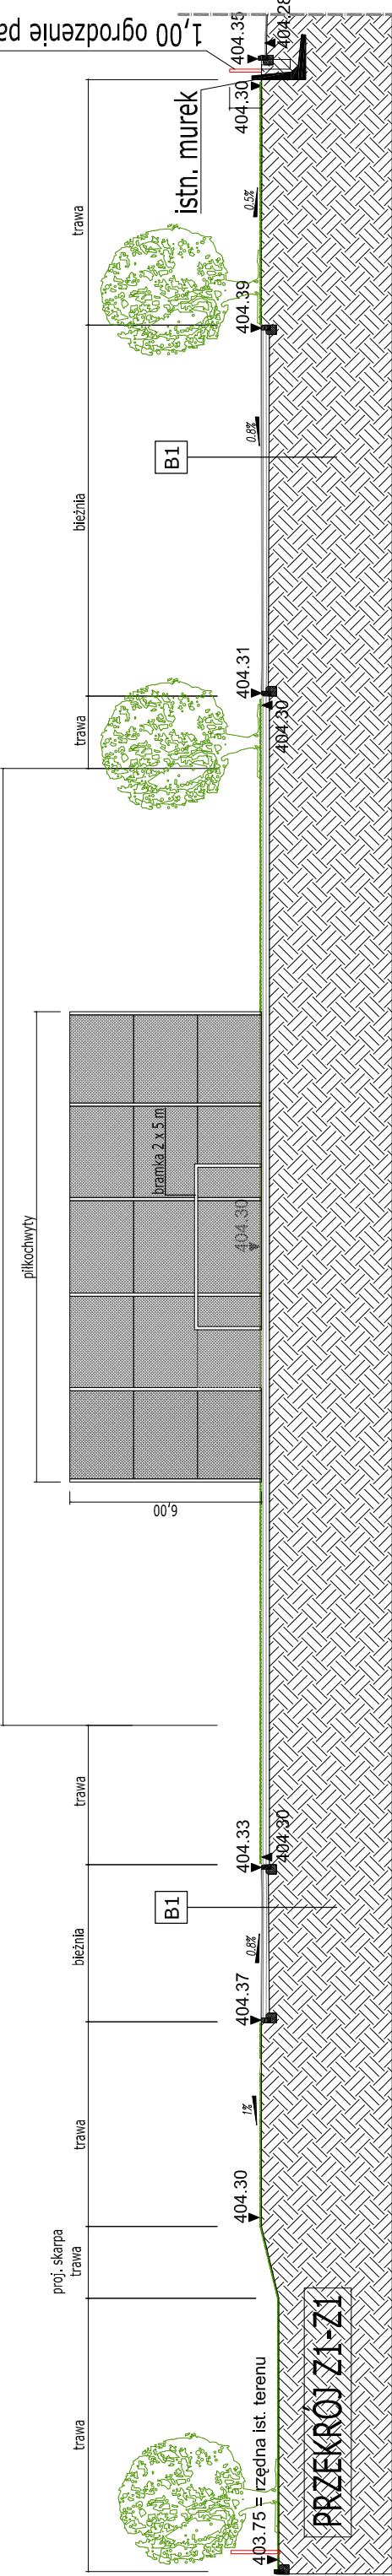 PRZEKRÓJ Z1-Z1
403.75 = rzędna ist. terenu
trawa
proj. skarpa
trawa
404.30
trawa
1%
404.37
bieżnia
B1
0.8%
404.33
404.30
trawa
6,00
piłkochwyty
bramka 2 x 5 m
404.30
trawa
404.31
404.30
bieżnia
B1
0.8%
404.39
trawa
0.5%
istn. murek
404.30
404.35
404.28
1,00 ogrodzenie pa